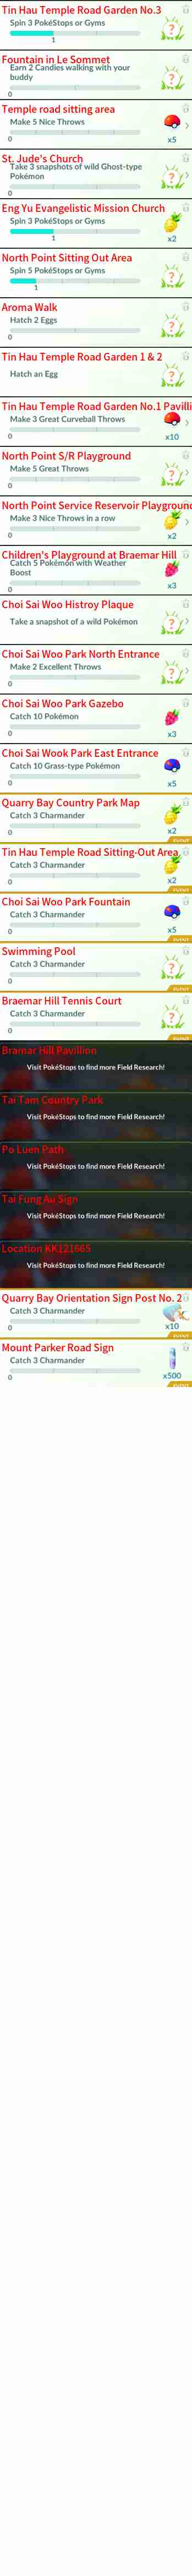 Tin Hau Temple Road Garden No.3
Spin 3 PokéStops or Gyms
?
1
Fountain in Le Sommet
Earn 2 Candies walking with your
buddy
?
0
Temple road sitting area
Make 5 Nice Throws
0
x5
St. Jude's Church
Take 3 snapshots of wild Ghost-type
Pokémon
?
0
Eng Yu Evangelistic Mission Church
Spin 3 PokéStops or Gyms
1
x2
North Point Sitting Out Area
Spin 5 PokéStops or Gyms
?
1
Aroma Walk
Hatch 2 Eggs
?
0
Tin Hau Temple Road Garden 1 & 2
Hatch an Egg
?
Tin Hau Temple Road Garden No.1 Pavilli
Make 3 Great Curveball Throws
0
x10
North Point S/R Playground
Make 5 Great Throws
?
0
North Point Service Reservoir Playground
Make 3 Nice Throws in a row
0
x2
Children's Playground at Braemar Hill
Catch 5 Pokémon with Weather
Boost
0
x3
Choi Sai Woo Histroy Plaque
Take a snapshot of a wild Pokémon
?
Choi Sai Woo Park North Entrance
Make 2 Excellent Throws
?
0
Choi Sai Woo Park Gazebo
Catch 10 Pokémon
0
x3
Choi Sai Wook Park East Entrance
Catch 10 Grass-type Pokémon
0
x5
Quarry Bay Country Park Map
Catch 3 Charmander
0
x2
EVENT
Tin Hau Temple Road Sitting-Out Area
Catch 3 Charmander
0
x2
EVENT
Choi Sai Woo Park Fountain
Catch 3 Charmander
0
x5
EVENT
Swimming Pool
Catch 3 Charmander
?
0
EVENT
Braemar Hill Tennis Court
Catch 3 Charmander
?
0
EVENT
Bramar Hill Pavillion
Visit PokéStops to find more Field Research!
Tai Tam Country Park
Visit PokéStops to find more Field Research!
Po Luen Path
Visit PokéStops to find more Field Research!
Tai Fung Au Sign
Visit PokéStops to find more Field Research!
Location KK121665
Visit PokéStops to find more Field Research!
Quarry Bay Orientation Sign Post No. 2
Catch 3 Charmander
0
x10
EVENT
Mount Parker Road Sign
Catch 3 Charmander
0
x500
EVENT